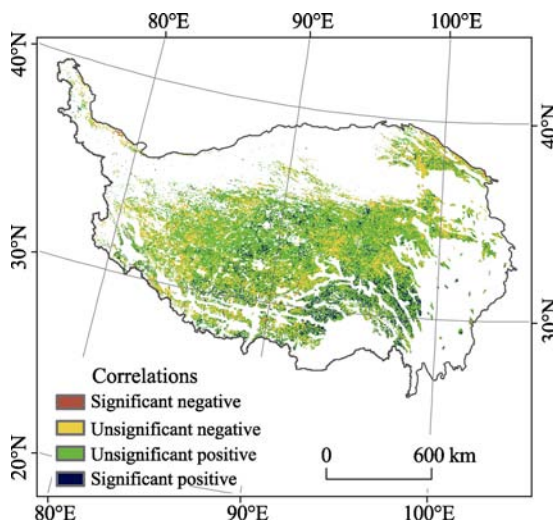 80°E 90°E 100°E
40°N
40°N
30°N
30°N
Correlations
Significant negative
Unsignificant negative
Unsignificant positive
Significant positive
0 600 km
20°N
80°E 90°E 100°E